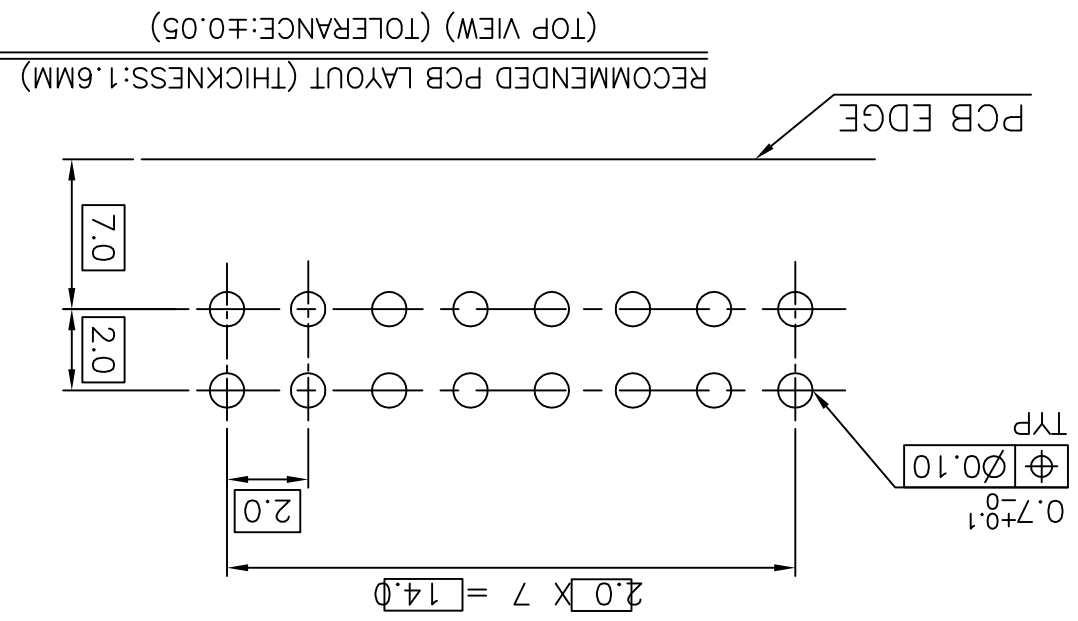 2.0 X 7 = 14.0
0.7+0.1
-0
⌖ Ø0.10
TYP
2.0
2.0
7.0
PCB EDGE
RECOMMENDED PCB LAYOUT (THICKNESS:1.6MM)
(TOP VIEW) (TOLERANCE:±0.05)